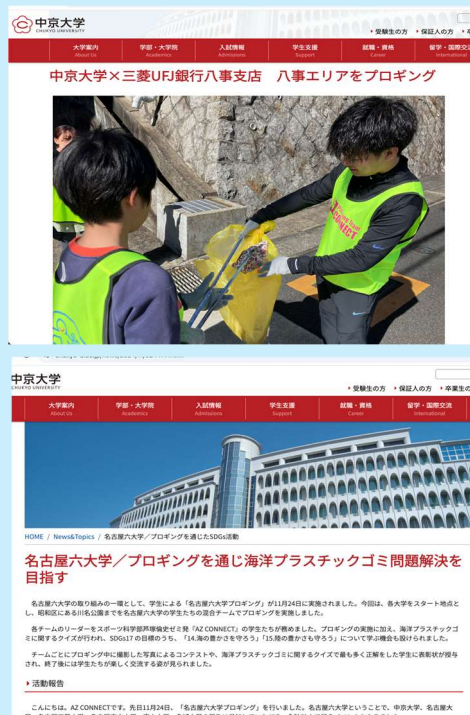 中京大学
CHUKYO UNIVERSITY
受験生の方 保証人の方
大学案内 学部・大学院 入試情報 学生支援 就職・資格 留学・国際交流
About Us Academics Admissions Support Career International
中京大学×三菱UFJ銀行八事支店 八事エリアをプロギング
CONNECT
中京大学
CHUKYO UNIVERSITY
受験生の方 保証人の方 卒業生の
大学案内 学部・大学院 入試情報 学生支援 就職・資格 留学・国際交流
About Us Academics Admissions Support Career International
HOME / News&Topics / 名古屋六大学/プロギングを通じたSDGs活動
名古屋六大学/プロギングを通じ海洋プラスチックゴミ問題解決を
目指す
名古屋六大学の取り組みの一環として、学生による「名古屋六大学プロギング」が11月24日に実施されました。今回は、各大学をスタート地点と
し、昭和区にある川名公園までを名古屋六大学の学生たちの混合チームでプロギングを実施しました。
各チームのリーダーをスポーツ科学部芦塚倫史ゼミ発「AZ CONNECT」の学生たちが務めました。プロギングの実施に加え、海洋プラスチックゴ
ミに関するクイズが行われ、SDGs17の目標のうち、「14.海の豊かさを守ろう」「15.陸の豊かさも守ろう」について学ぶ機会も設けられました。
チームごとにプロギング中に撮影した写真によるコンテストや、海洋プラスチックゴミに関するクイズで最も多く正解をした学生に表彰状が授与
され、終了後には学生たちが楽しく交流する姿が見られました。
活動報告
こんにちは。AZ CONNECTです。先日11月24日、「名古屋六大学プロギング」を行いました。名古屋六大学ということで、中京大学、名古屋大